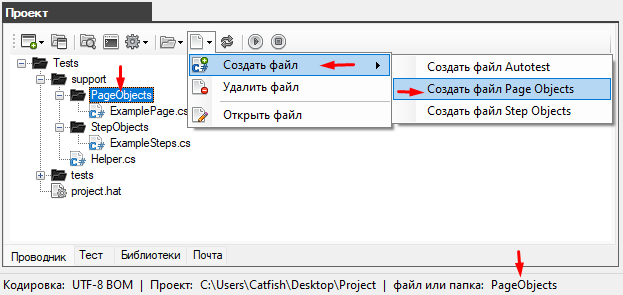 Проект
Tests
support
PageObjects
ExamplePage.cs
StepObjects
ExampleSteps.cs
Helper.cs
tests
project.hat
Создать файл
Удалить файл
Открыть файл
Создать файл Autotest
Создать файл Page Objects
Создать файл Step Objects
Проводник Тест Библиотеки Почта
Кодировка: UTF-8 BOM | Проект: C:\Users\Catfish\Desktop\Project | файл или папка: PageObjects